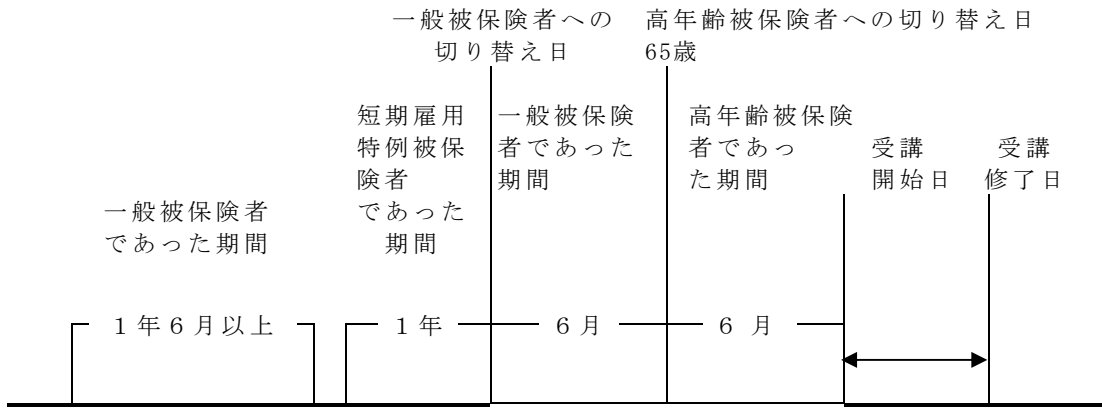 一般被保険者への
切り替え日
高年齢被保険者への切り替え日
65歳
短期雇用
特例被保
険者
であった
期間
一般被保険
者であった
期間
高年齢被保険
者であっ
た期間
受講
開始日
受講
修了日
一般被保険者
であった期間
1年6月以上
1年
6月
6月